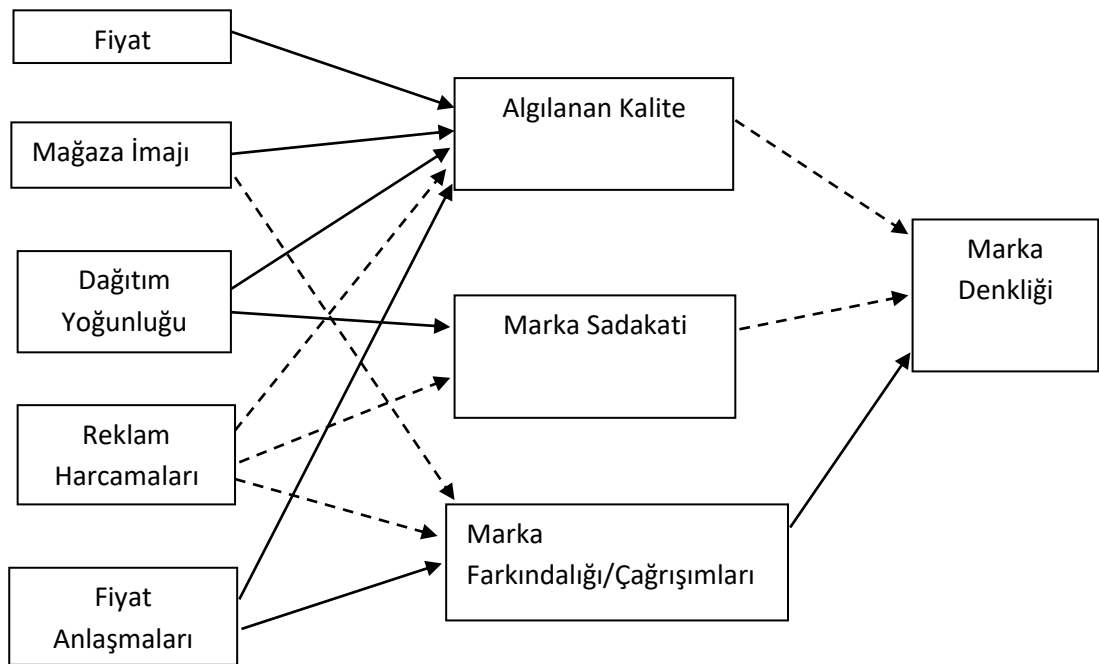 Fiyat
Mağaza İmajı
Dağıtım
Yoğunluğu
Reklam
Harcamaları
Fiyat
Anlaşmaları
Algılanan Kalite
Marka Sadakati
Marka
Farkındalığı/Çağrışımları
Marka
Denkliği